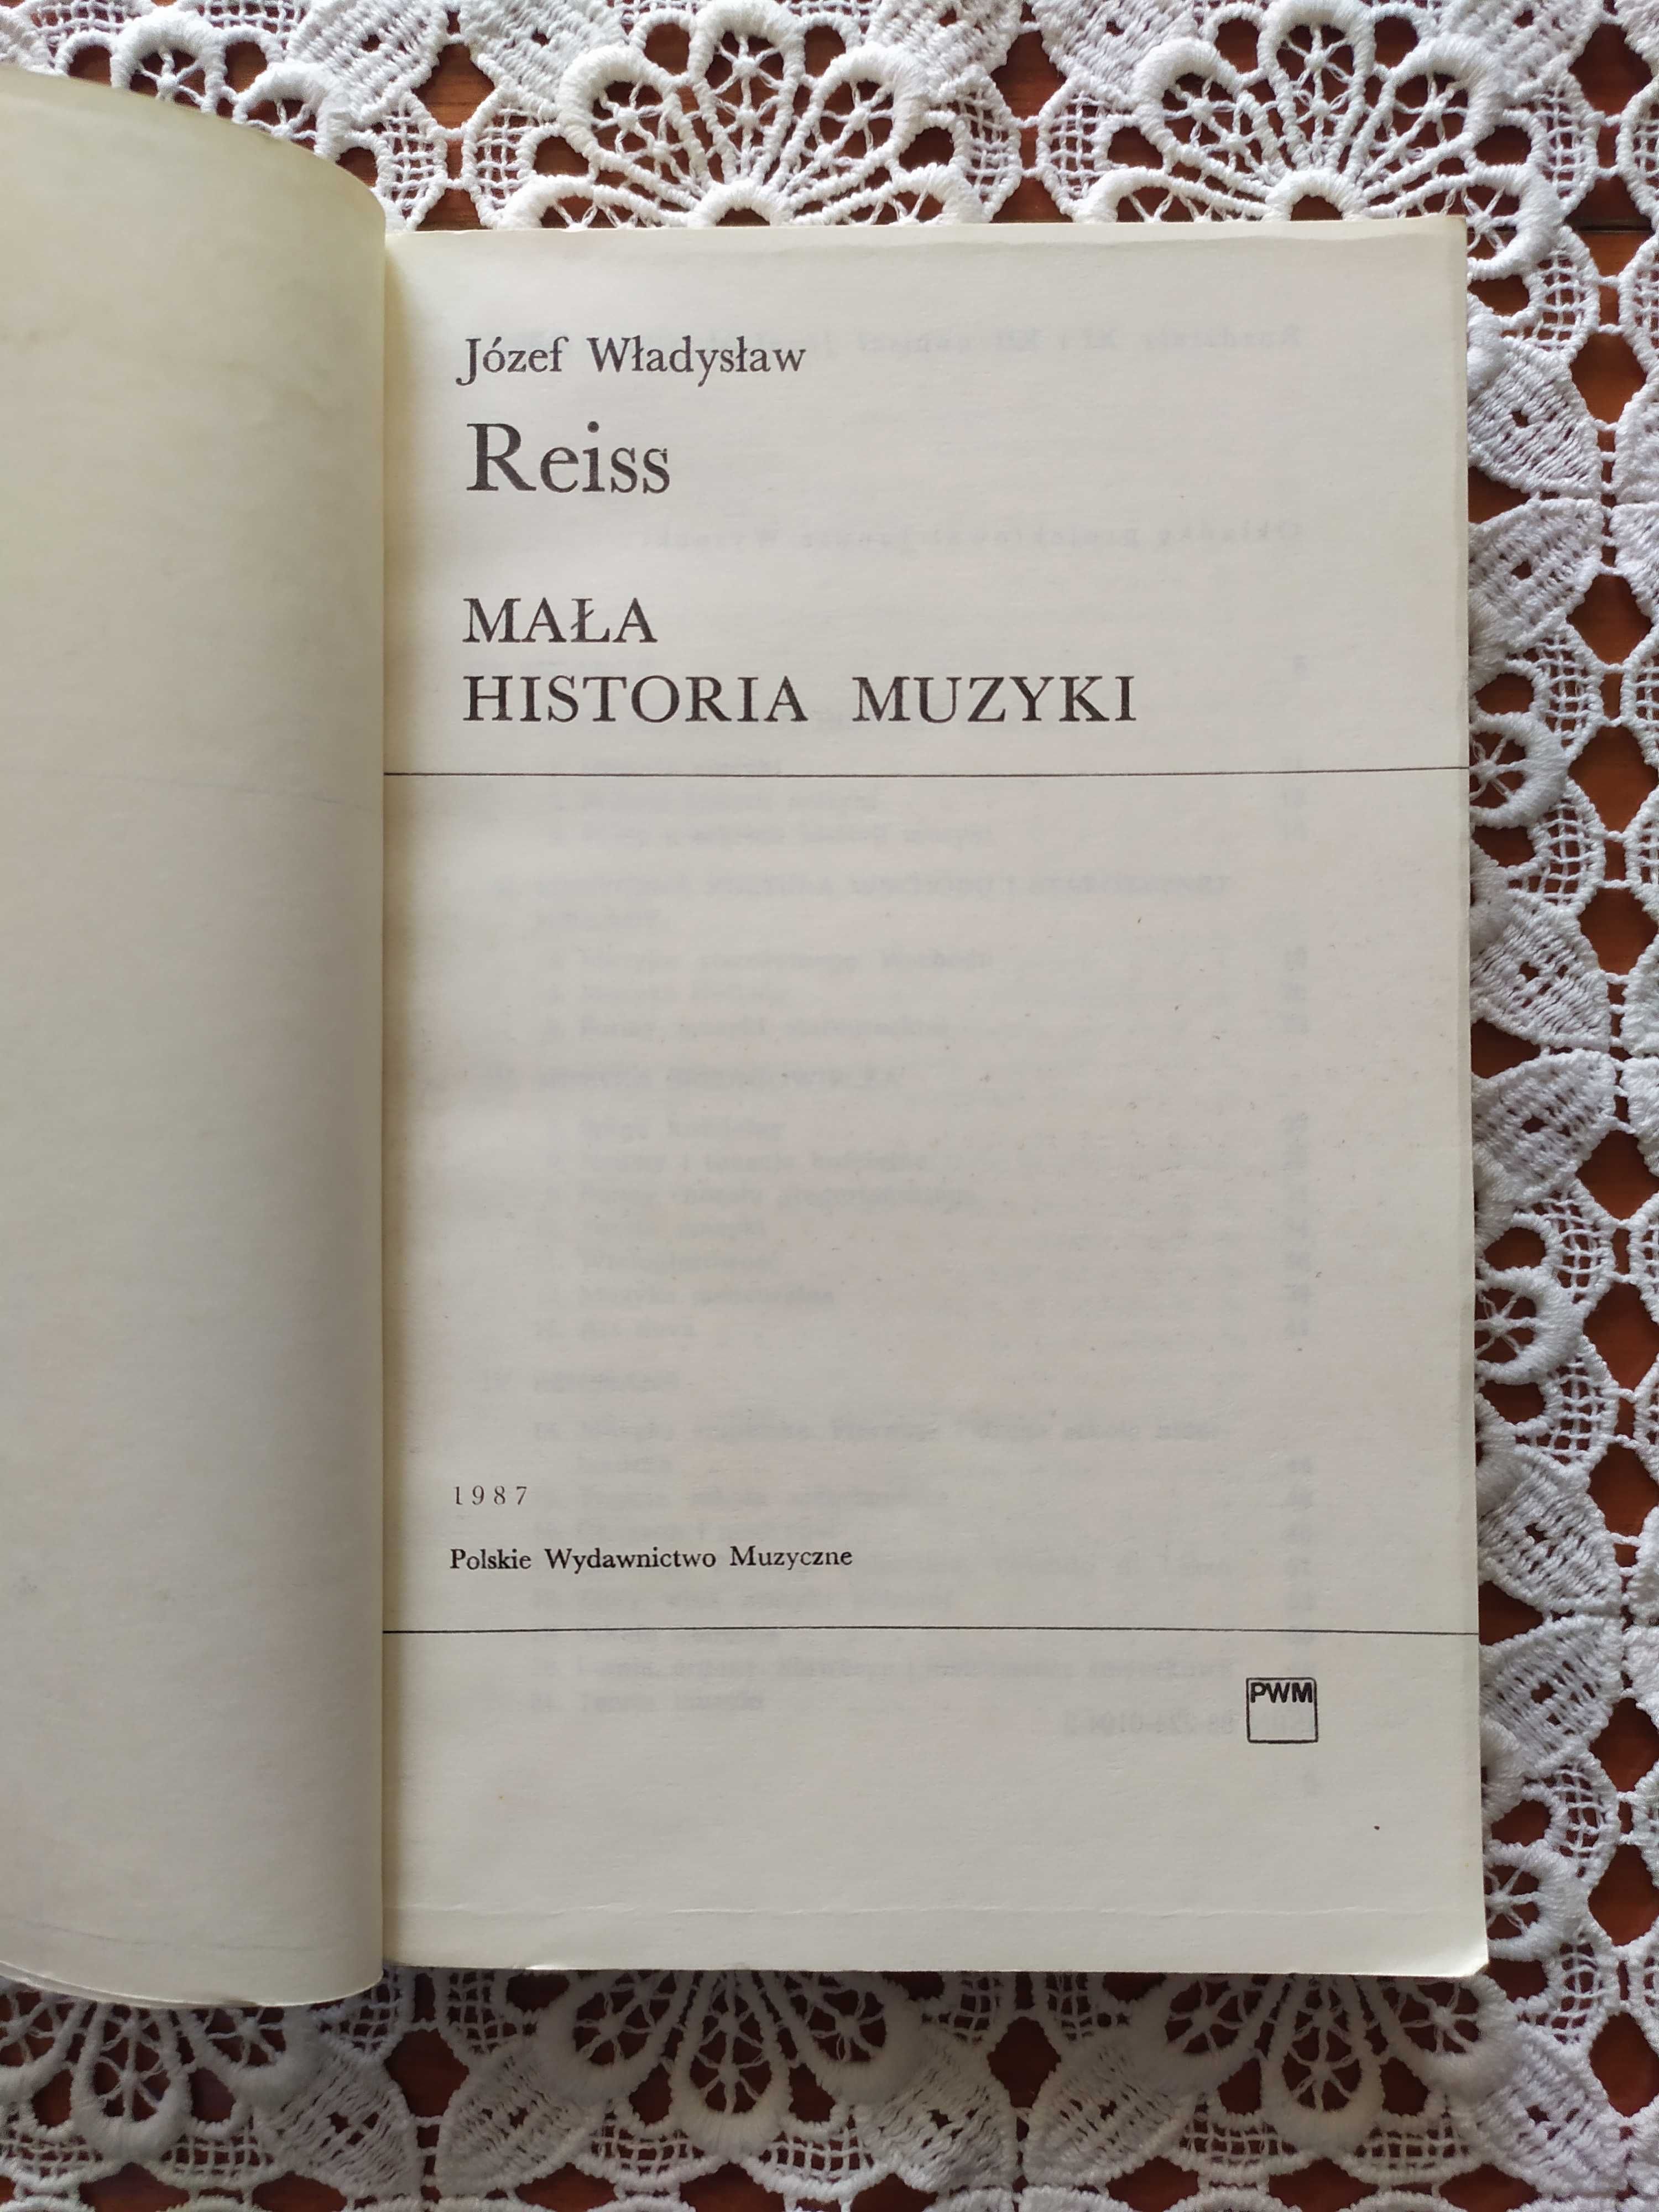 Józef Władysław
Reiss
MAŁA
HISTORIA MUZYKI
1987
Polskie Wydawnictwo Muzyczne
PWM